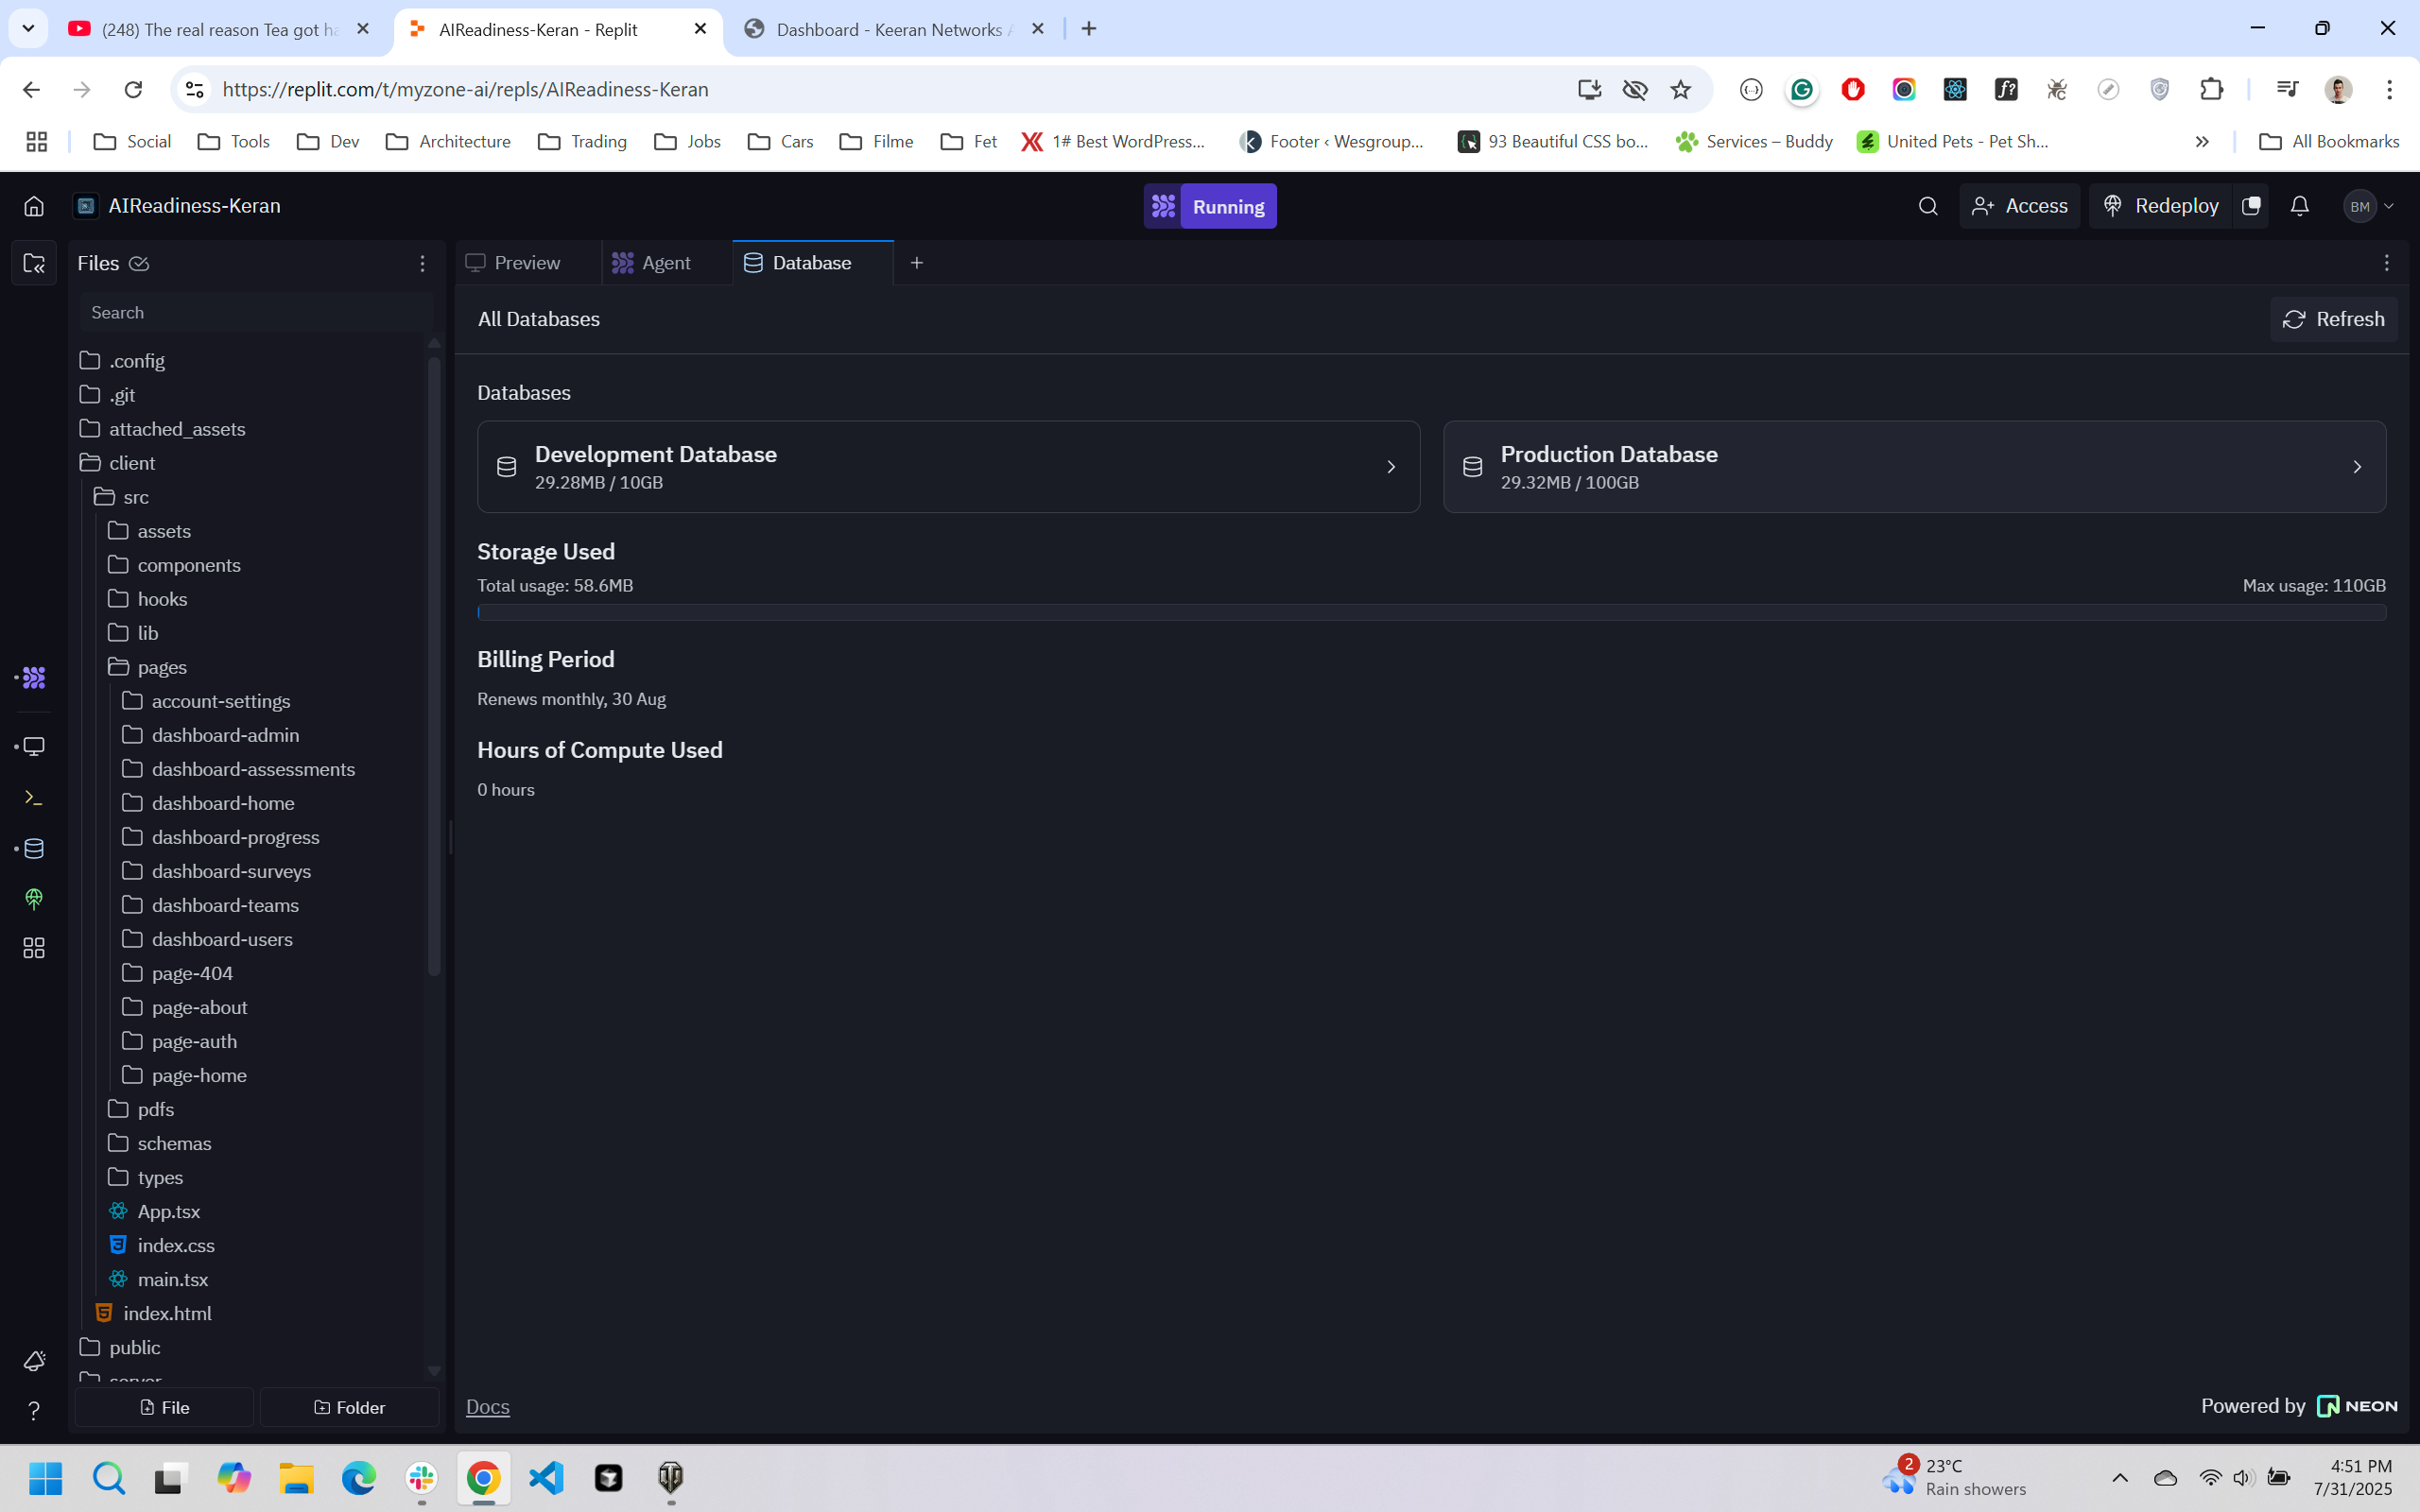 (248) The real reason Tea got ha
AIReadiness-Keran - Replit
Dashboard - Keeran Networks A
https://replit.com/t/myzone-ai/repls/AIReadiness-Keran
Social
Tools
Dev
Architecture
Trading
Jobs
Cars
Filme
Fet
1# Best WordPress...
Footer ‹ Wesgroup...
93 Beautiful CSS bo...
Services – Buddy
United Pets - Pet Sh...
All Bookmarks
AIReadiness-Keran
Running
Access
Redeploy
BM
Files
Search
.config
.git
attached_assets
client
src
assets
components
hooks
lib
pages
account-settings
dashboard-admin
dashboard-assessments
dashboard-home
dashboard-progress
dashboard-surveys
dashboard-teams
dashboard-users
page-404
page-about
page-auth
page-home
pdfs
schemas
types
App.tsx
index.css
main.tsx
index.html
public
server
File
Folder
Preview
Agent
Database
All Databases
Refresh
Databases
Development Database
29.28MB / 10GB
Production Database
29.32MB / 100GB
Storage Used
Total usage: 58.6MB
Max usage: 110GB
Billing Period
Renews monthly, 30 Aug
Hours of Compute Used
0 hours
Docs
Powered by NEON
2
23°C
Rain showers
4:51 PM
7/31/2025